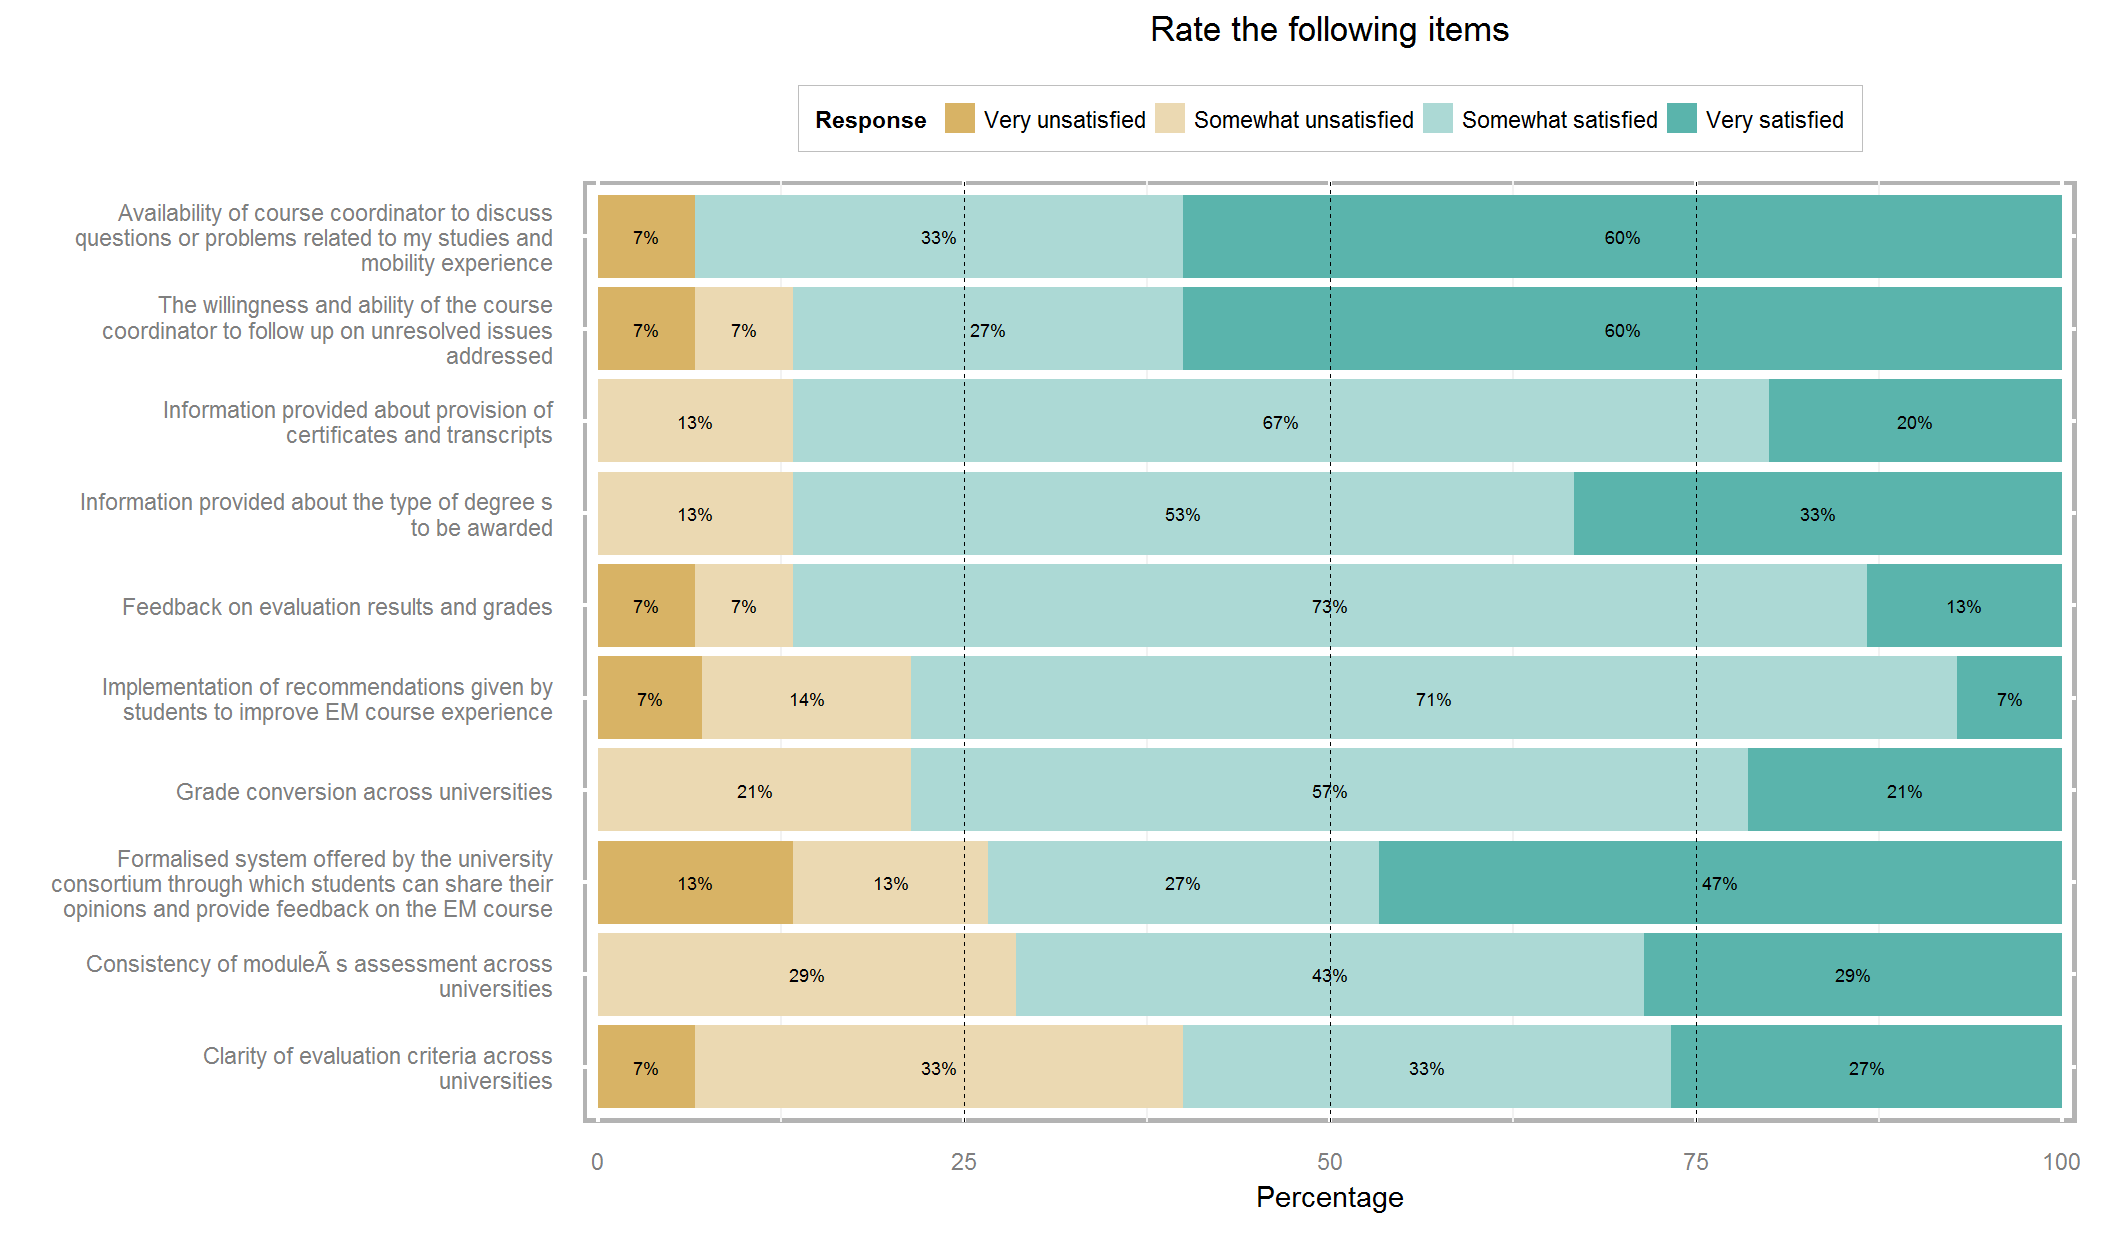 Rate the following items
Response Very unsatisfied Somewhat unsatisfied Somewhat satisfied Very satisfied
Availability of course coordinator to discuss
questions or problems related to my studies and
mobility experience
7% 33% 60%
The willingness and ability of the course
coordinator to follow up on unresolved issues
addressed
7% 7% 27% 60%
Information provided about provision of
certificates and transcripts
13% 67% 20%
Information provided about the type of degree s
to be awarded
13% 53% 33%
Feedback on evaluation results and grades
7% 7% 73% 13%
Implementation of recommendations given by
students to improve EM course experience
7% 14% 71% 7%
Grade conversion across universities
21% 57% 21%
Formalised system offered by the university
consortium through which students can share their
opinions and provide feedback on the EM course
13% 13% 27% 47%
Consistency of moduleÃ s assessment across
universities
29% 43% 29%
Clarity of evaluation criteria across
universities
7% 33% 33% 27%
0 25 50 75 100
Percentage